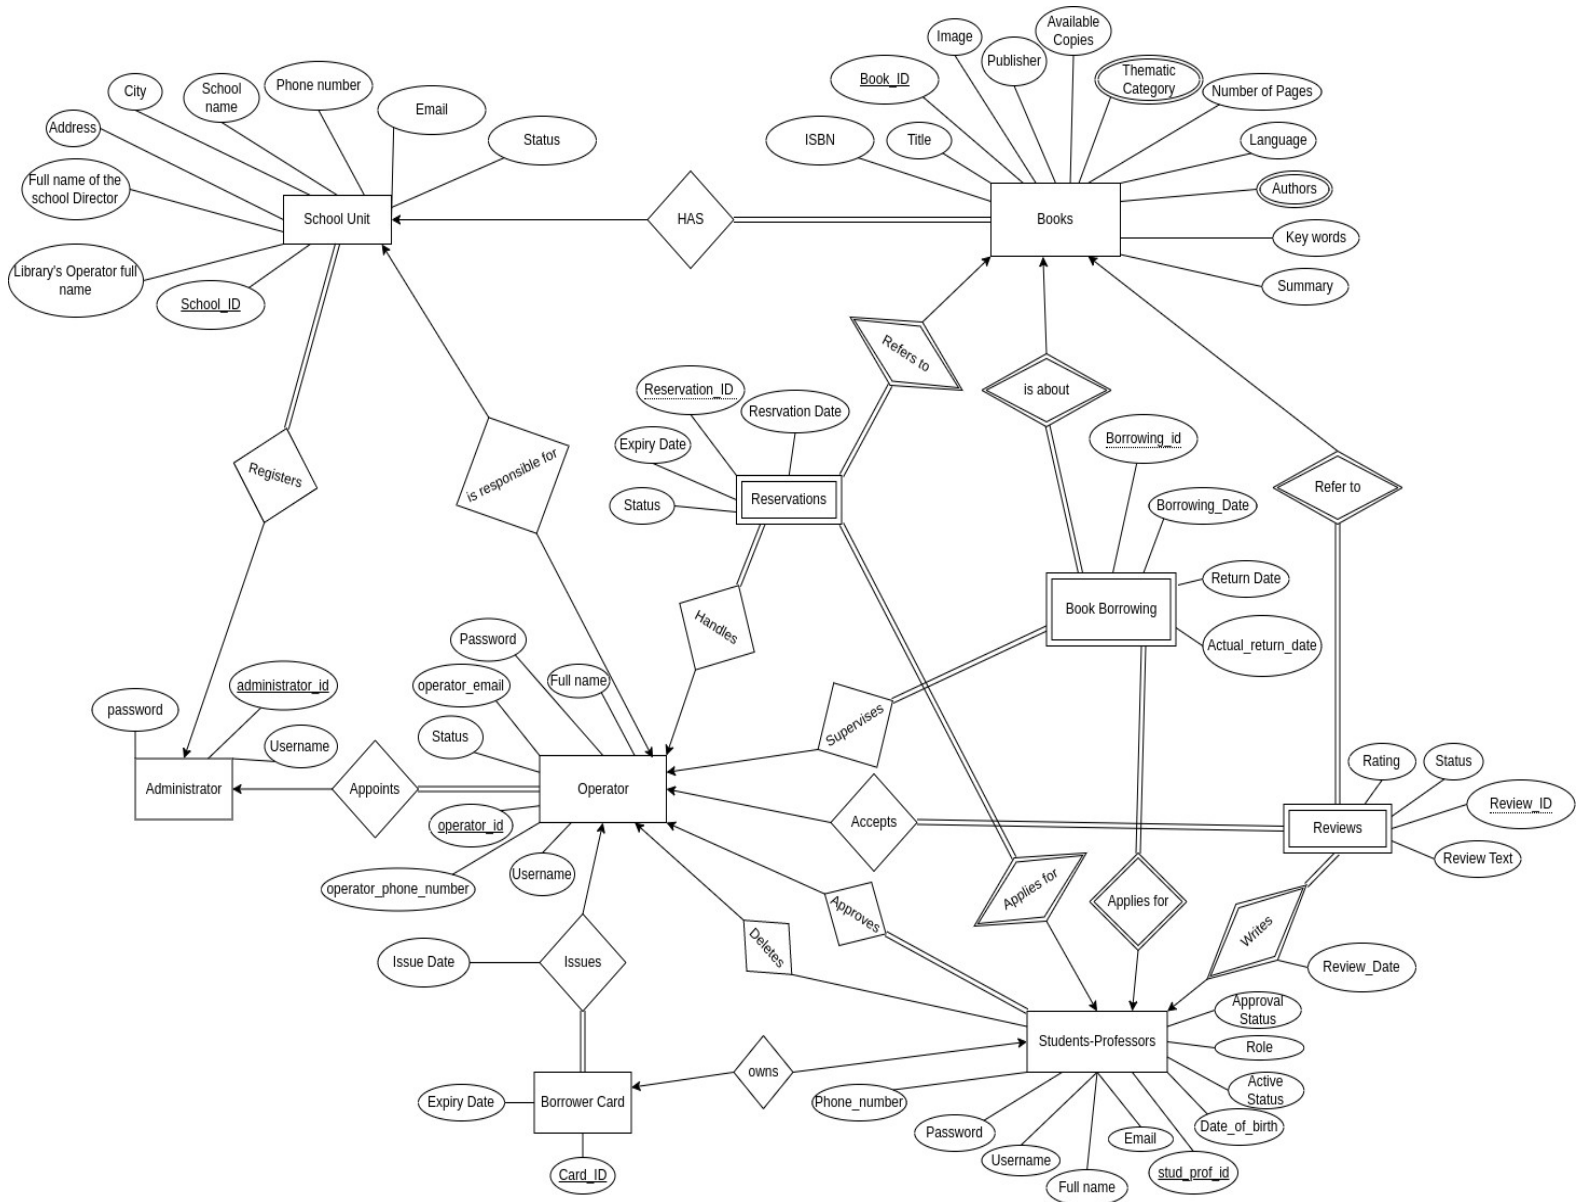 Available
Copies
Image
Publisher
Book_ID
Thematic
Category
Number of Pages
Phone number
School
name
City
Email
Address
Status
ISBN
Title
Language
Full name of the
school Director
Authors
School Unit
HAS
Books
Key words
Library's Operator full
name
School_ID
Summary
Refers to
is about
Reservation_ID
Resrvation Date
Expiry Date
Borrowing_id
Registers
is responsible for
Reservations
Refer to
Status
Borrowing_Date
Return Date
Book Borrowing
Handles
Password
Actual_return_date
administrator_id
operator_email
Full name
password
Supervises
Status
Username
Rating
Status
Administrator
Appoints
Operator
Review_ID
operator_id
Accepts
Reviews
Review Text
Username
operator_phone_number
Approves
Applies for
Applies for
Writes
Deletes
Issue Date
Issues
Review_Date
Approval
Status
Students-Professors
Role
owns
Active
Status
Expiry Date
Borrower Card
Phone_number
Date_of_birth
Password
Email
Username
Card_ID
Full name
stud_prof_id